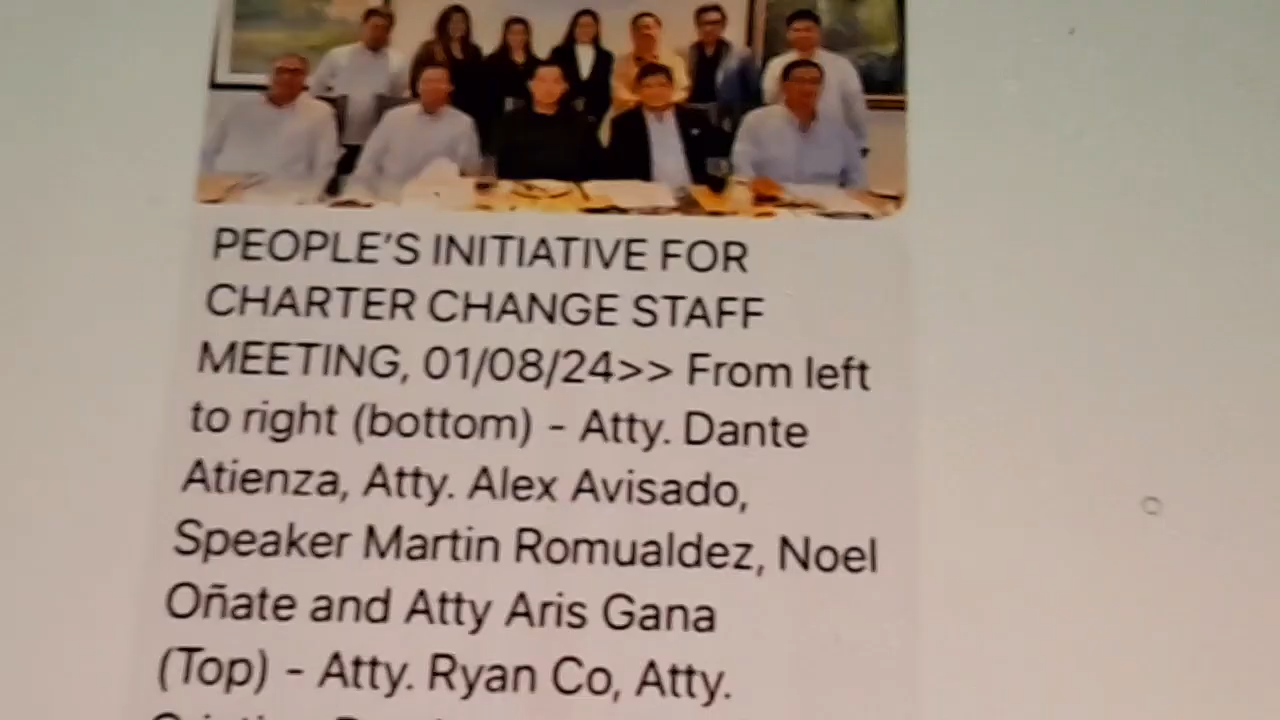 PEOPLE'S INITIATIVE FOR
CHARTER CHANGE STAFF
MEETING, 01/08/24>> From left
to right (bottom) - Atty. Dante
Atienza, Atty. Alex Avisado,
Speaker Martin Romualdez, Noel
Oñate and Atty Aris Gana
(Top) - Atty. Ryan Co, Atty.